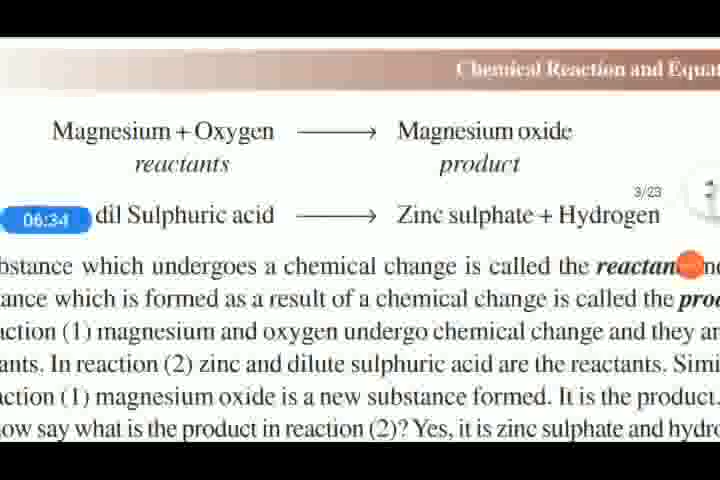 Chemical Reaction and Equat
Magnesium + Oxygen ⟶ Magnesium oxide
reactants product
3/23
06:34 dil Sulphuric acid ⟶ Zinc sulphate + Hydrogen
bstance which undergoes a chemical change is called the reactan
ance which is formed as a result of a chemical change is called the prod
action (1) magnesium and oxygen undergo chemical change and they ar
ants. In reaction (2) zinc and dilute sulphuric acid are the reactants. Simi
action (1) magnesium oxide is a new substance formed. It is the product.
now say what is the product in reaction (2)? Yes, it is zinc sulphate and hydro